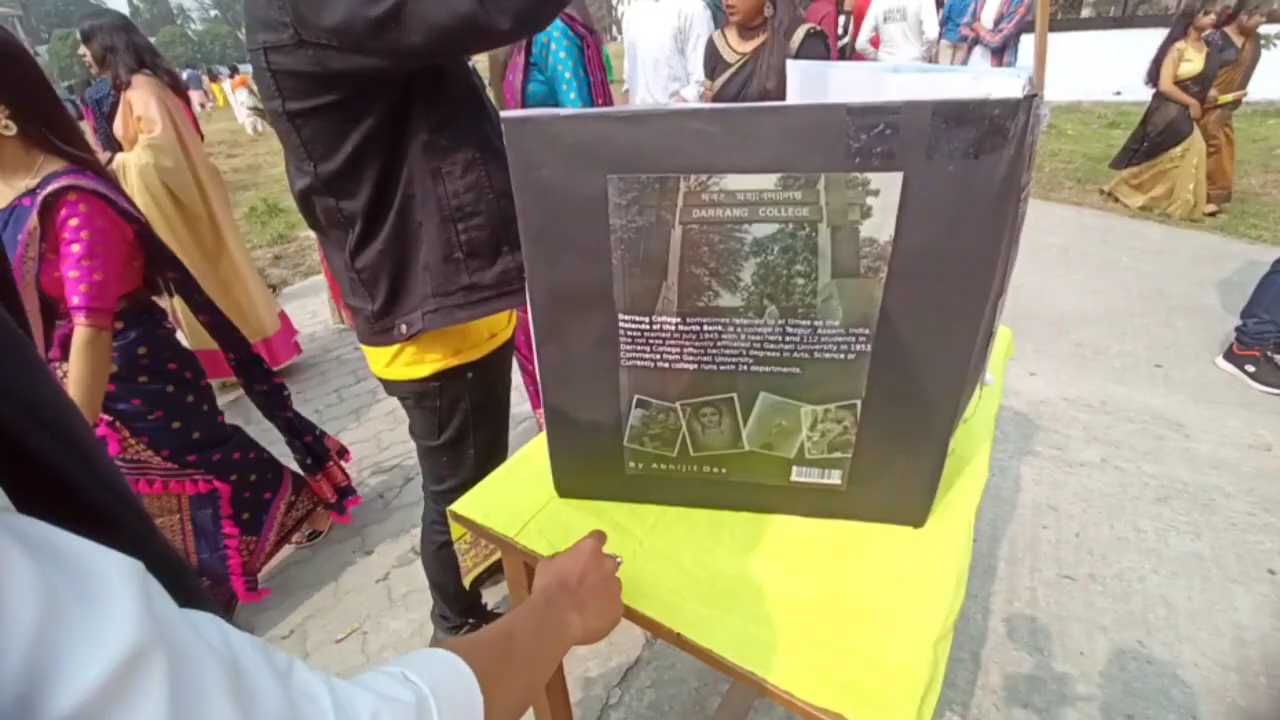 দৰং মহাবিদ্যালয়
DARRANG COLLEGE
Darrang College, sometimes referred to at times as the
Nalanda of the North Bank, is a college in Tezpur, Assam, India.
It was started in july 1945 with 8 teachers and 112 students in
the roll was permanently affiliated to Gauhati University in 1953
Darrang College offers bachelor's degrees in Arts, Science or
Commerce from Gauhati University.
Currently the college runs with 24 departments.
By Abhijit Das